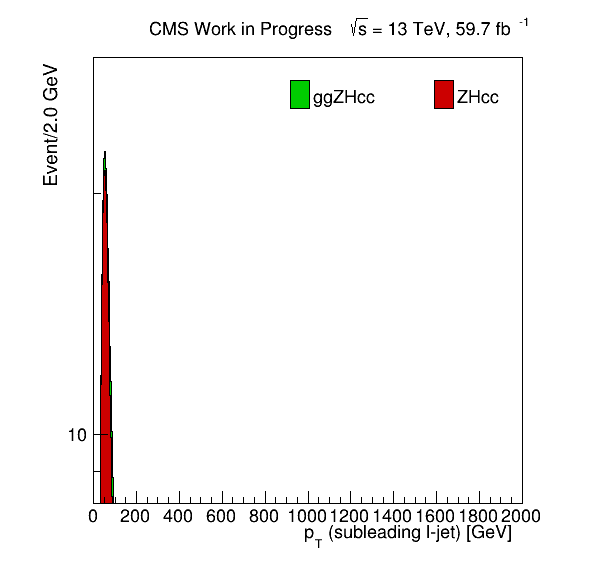 CMS Work in Progress √s = 13 TeV, 59.7 fb⁻¹
Event/2.0 GeV
ggZHcc ZHcc
10
0 200 400 600 800 1000 1200 1400 1600 1800 2000
p_T (subleading l-jet) [GeV]